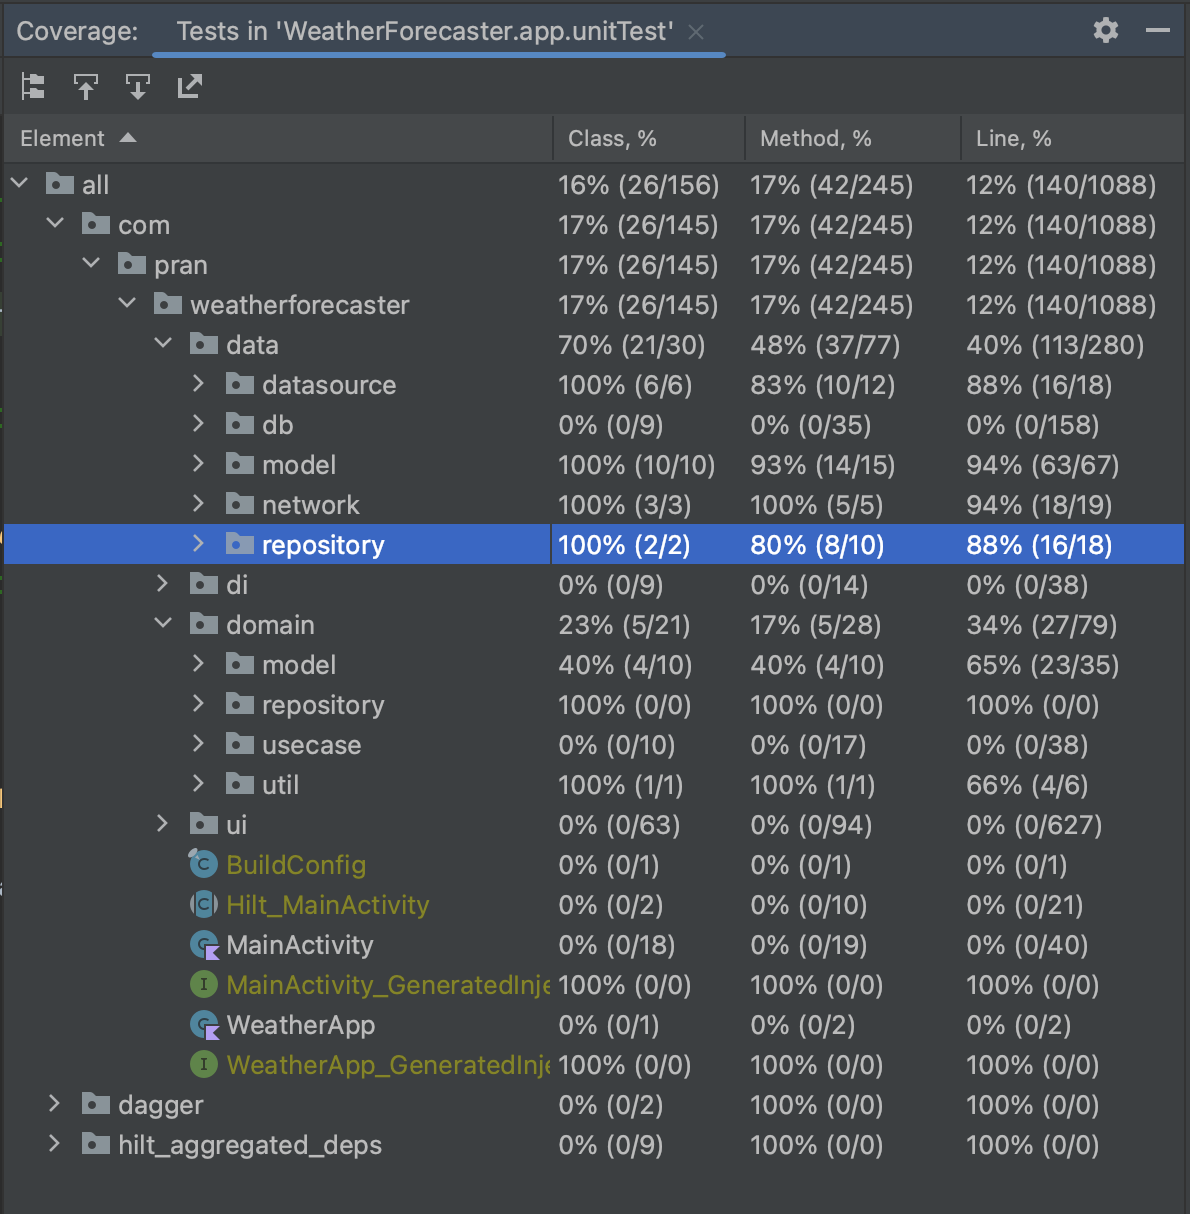 Coverage: Tests in 'WeatherForecaster.app.unitTest'
Element Class, % Method, % Line, %
all 16% (26/156) 17% (42/245) 12% (140/1088)
com 17% (26/145) 17% (42/245) 12% (140/1088)
pran 17% (26/145) 17% (42/245) 12% (140/1088)
weatherforecaster 17% (26/145) 17% (42/245) 12% (140/1088)
data 70% (21/30) 48% (37/77) 40% (113/280)
datasource 100% (6/6) 83% (10/12) 88% (16/18)
db 0% (0/9) 0% (0/35) 0% (0/158)
model 100% (10/10) 93% (14/15) 94% (63/67)
network 100% (3/3) 100% (5/5) 94% (18/19)
repository 100% (2/2) 80% (8/10) 88% (16/18)
di 0% (0/9) 0% (0/14) 0% (0/38)
domain 23% (5/21) 17% (5/28) 34% (27/79)
model 40% (4/10) 40% (4/10) 65% (23/35)
repository 100% (0/0) 100% (0/0) 100% (0/0)
usecase 0% (0/10) 0% (0/17) 0% (0/38)
util 100% (1/1) 100% (1/1) 66% (4/6)
ui 0% (0/63) 0% (0/94) 0% (0/627)
BuildConfig 0% (0/1) 0% (0/1) 0% (0/1)
Hilt_MainActivity 0% (0/2) 0% (0/10) 0% (0/21)
MainActivity 0% (0/18) 0% (0/19) 0% (0/40)
MainActivity_GeneratedInje 100% (0/0) 100% (0/0) 100% (0/0)
WeatherApp 0% (0/1) 0% (0/2) 0% (0/2)
WeatherApp_GeneratedInje 100% (0/0) 100% (0/0) 100% (0/0)
dagger 0% (0/2) 100% (0/0) 100% (0/0)
hilt_aggregated_deps 0% (0/9) 100% (0/0) 100% (0/0)